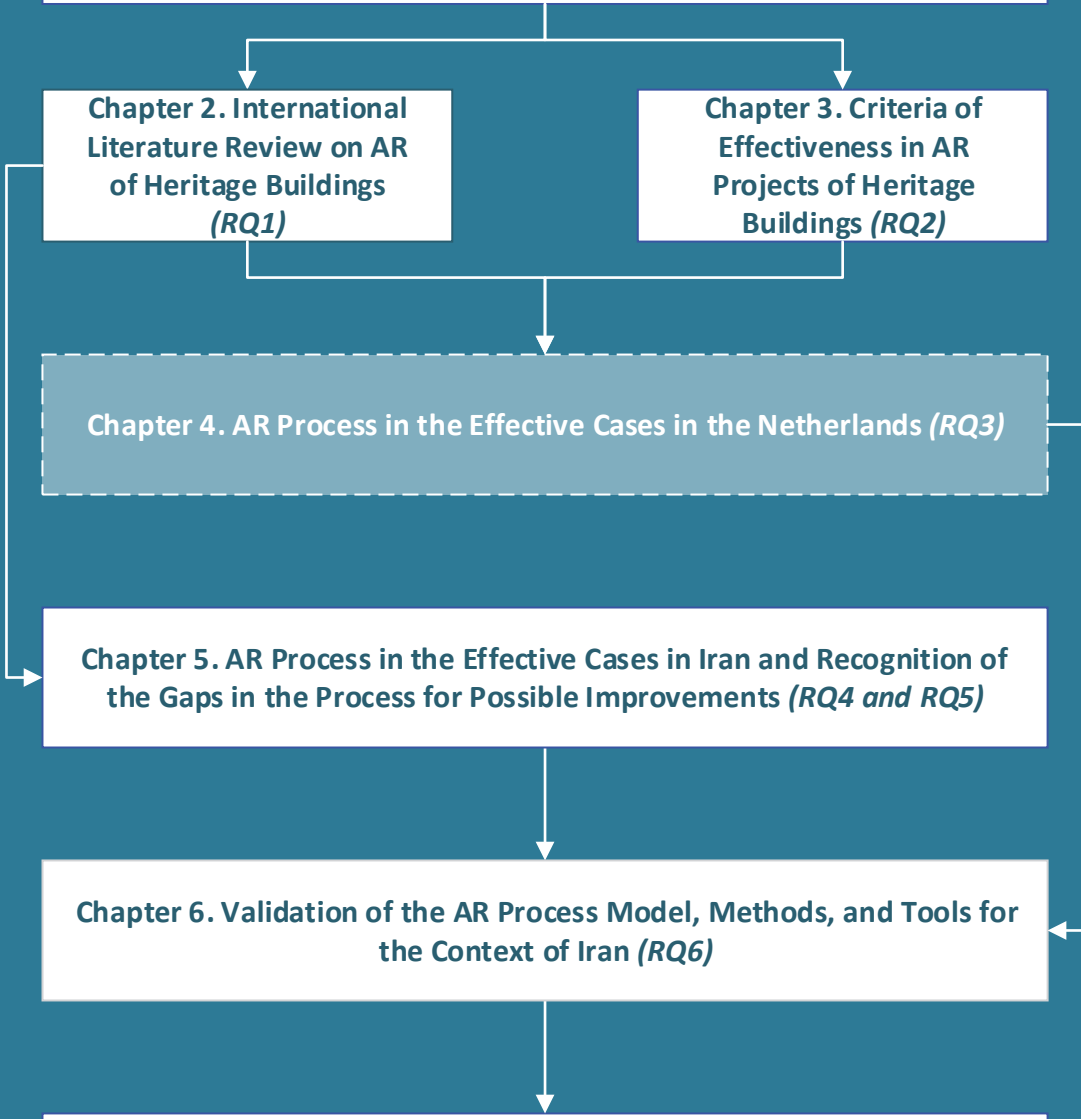 Chapter 2. International
Literature Review on AR
of Heritage Buildings
(RQ1)
Chapter 3. Criteria of
Effectiveness in AR
Projects of Heritage
Buildings (RQ2)
Chapter 4. AR Process in the Effective Cases in the Netherlands (RQ3)
Chapter 5. AR Process in the Effective Cases in Iran and Recognition of
the Gaps in the Process for Possible Improvements (RQ4 and RQ5)
Chapter 6. Validation of the AR Process Model, Methods, and Tools for
the Context of Iran (RQ6)